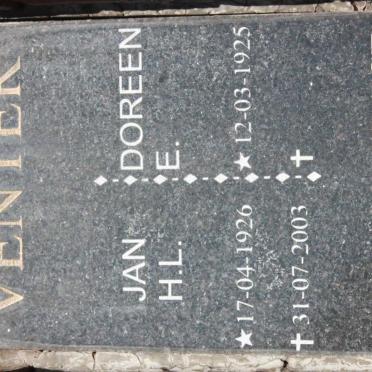 VENTER
JAN
H.L.
★ 17-04-1926
✝ 31-07-2003
DOREEN
E.
★ 12-03-1925
✝